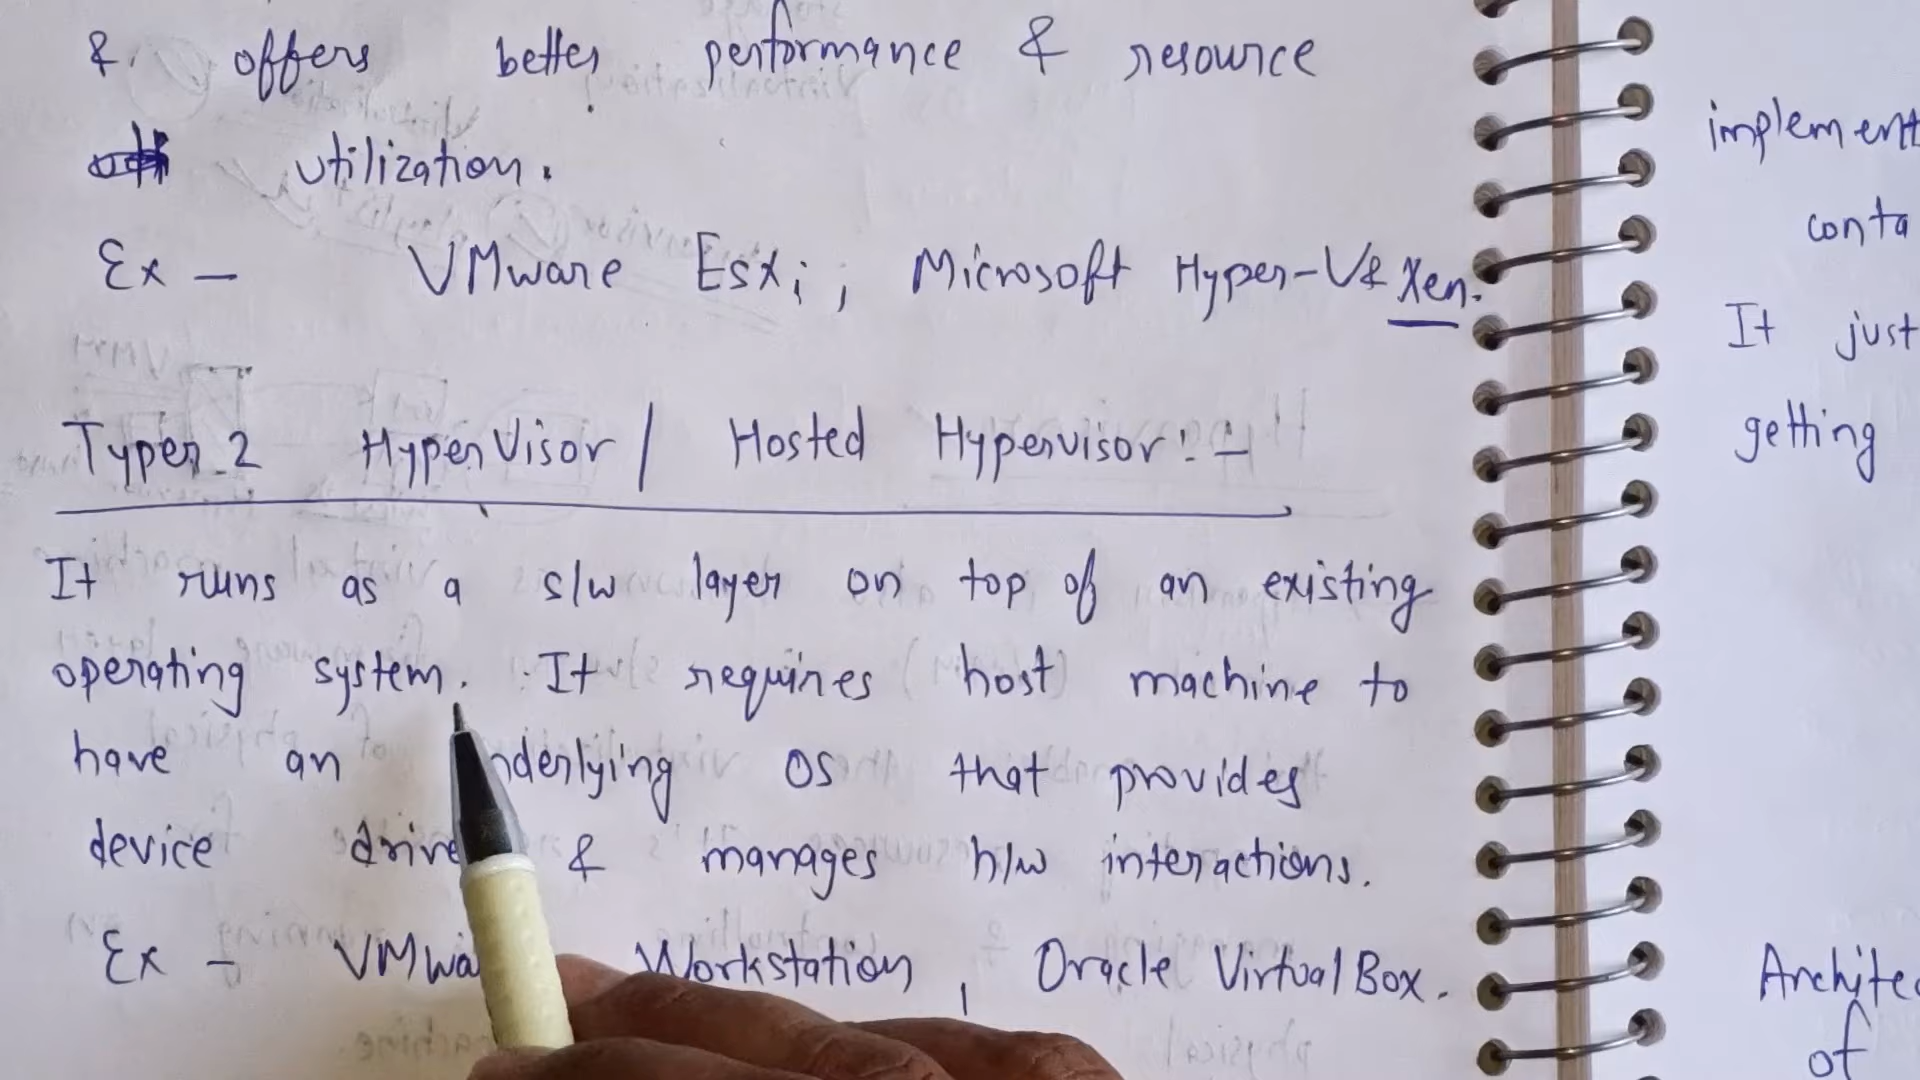 & offers better performance & resource
utilization.
Ex - VMware Esxi, Microsoft Hyper-V & Xen.
Type-2 HyperVisor / Hosted Hypervisor :-
It runs as a s/w layer on top of an existing
operating system. It requires host machine to
have an underlying OS that provides
device drive & manages h/w interactions.
Ex - VMwa Workstation, Oracle VirtualBox.
implement
conta
It just
getting
Archite
of